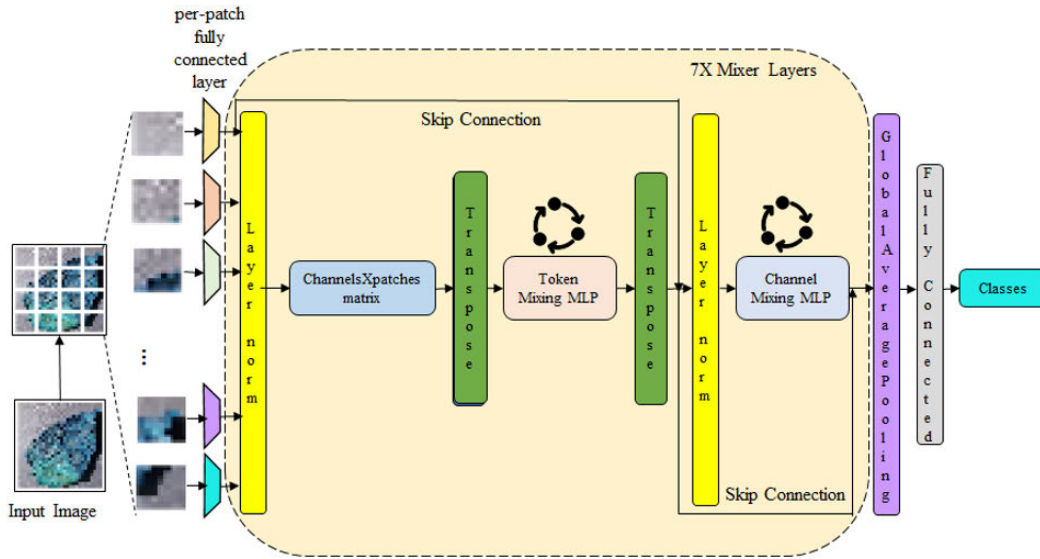 per-patch
fully
connected
layer
7X Mixer Layers
Skip Connection
Layer norm
ChannelsXpatches
matrix
Transpose
Token
Mixing MLP
Transpose
Layer norm
Channel
Mixing MLP
GlobalAveragePooling
Fully Connected
Classes
...
Skip Connection
Input Image